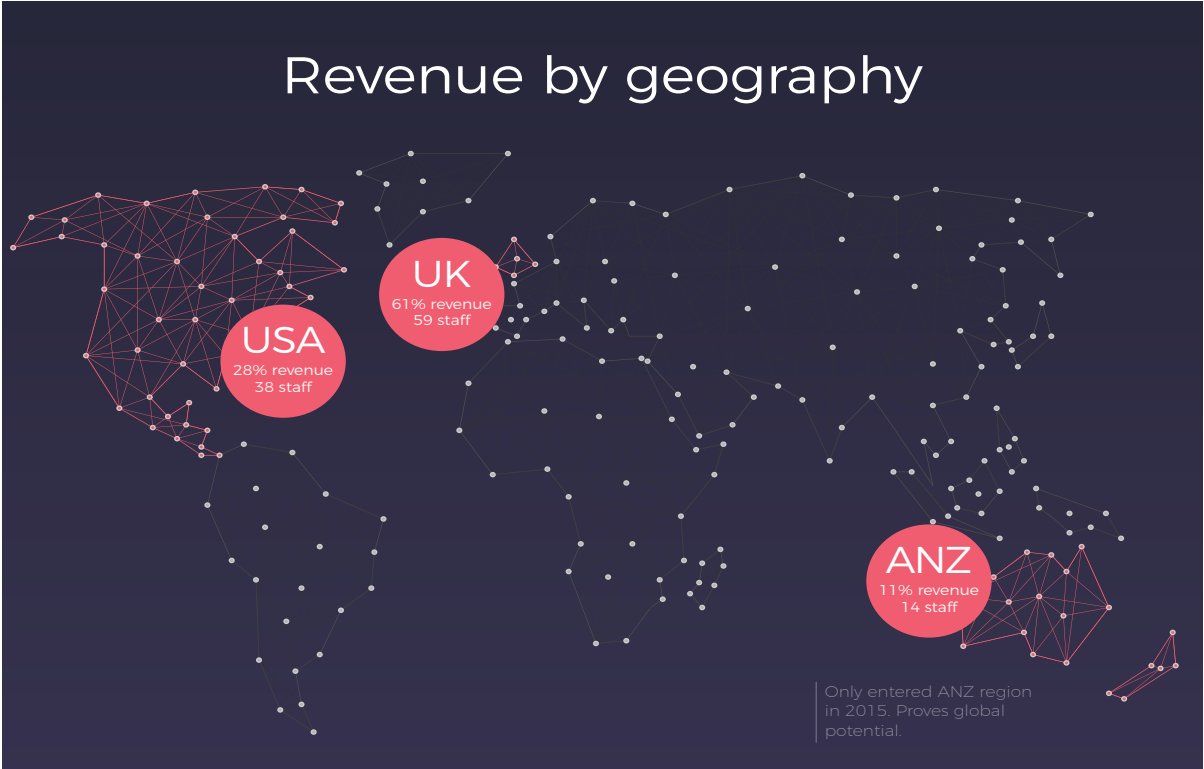 Revenue by geography
UK
61% revenue
59 staff
USA
28% revenue
38 staff
ANZ
11% revenue
14 staff
Only entered ANZ region
in 2015. Proves global
potential.